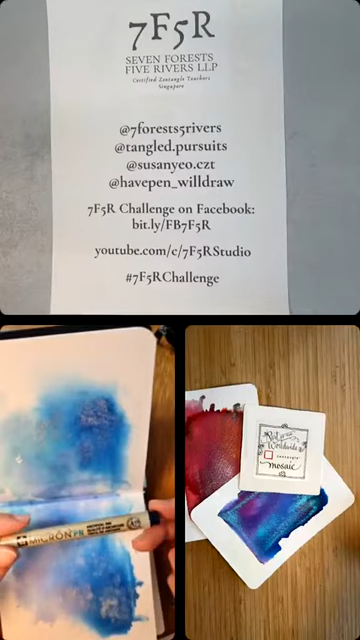 7F5R
SEVEN FORESTS
FIVE RIVERS LLP
Certified Zentangle Teachers
Singapore
@7forests5rivers
@tangled.pursuits
@susanyeo.czt
@havepen_willdraw
7F5R Challenge on Facebook:
bit.ly/FB7F5R
youtube.com/c/7F5RStudio
#7F5RChallenge
MICRON PN
Worldwide
zentangle
mosaic